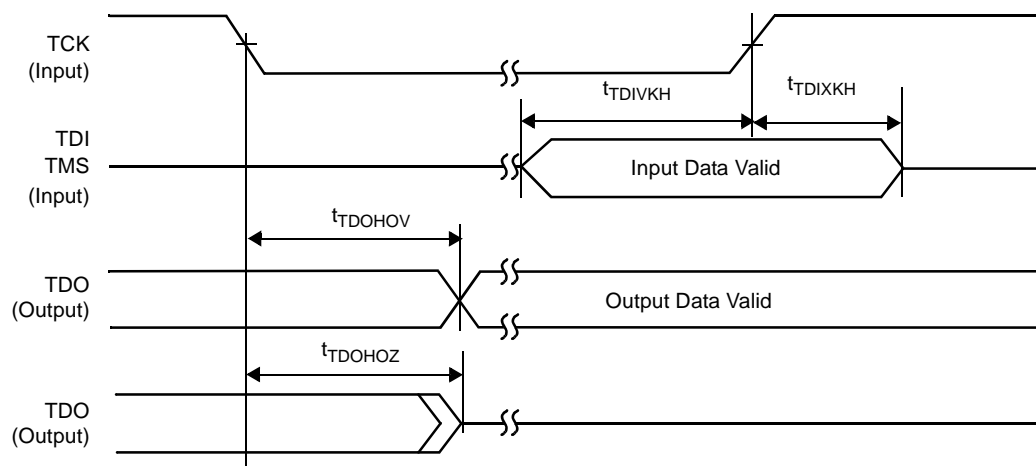 TCK
(Input)
tTDIVKH
tTDIXKH
TDI
TMS
(Input)
Input Data Valid
tTDOHOV
TDO
(Output)
Output Data Valid
tTDOHOZ
TDO
(Output)